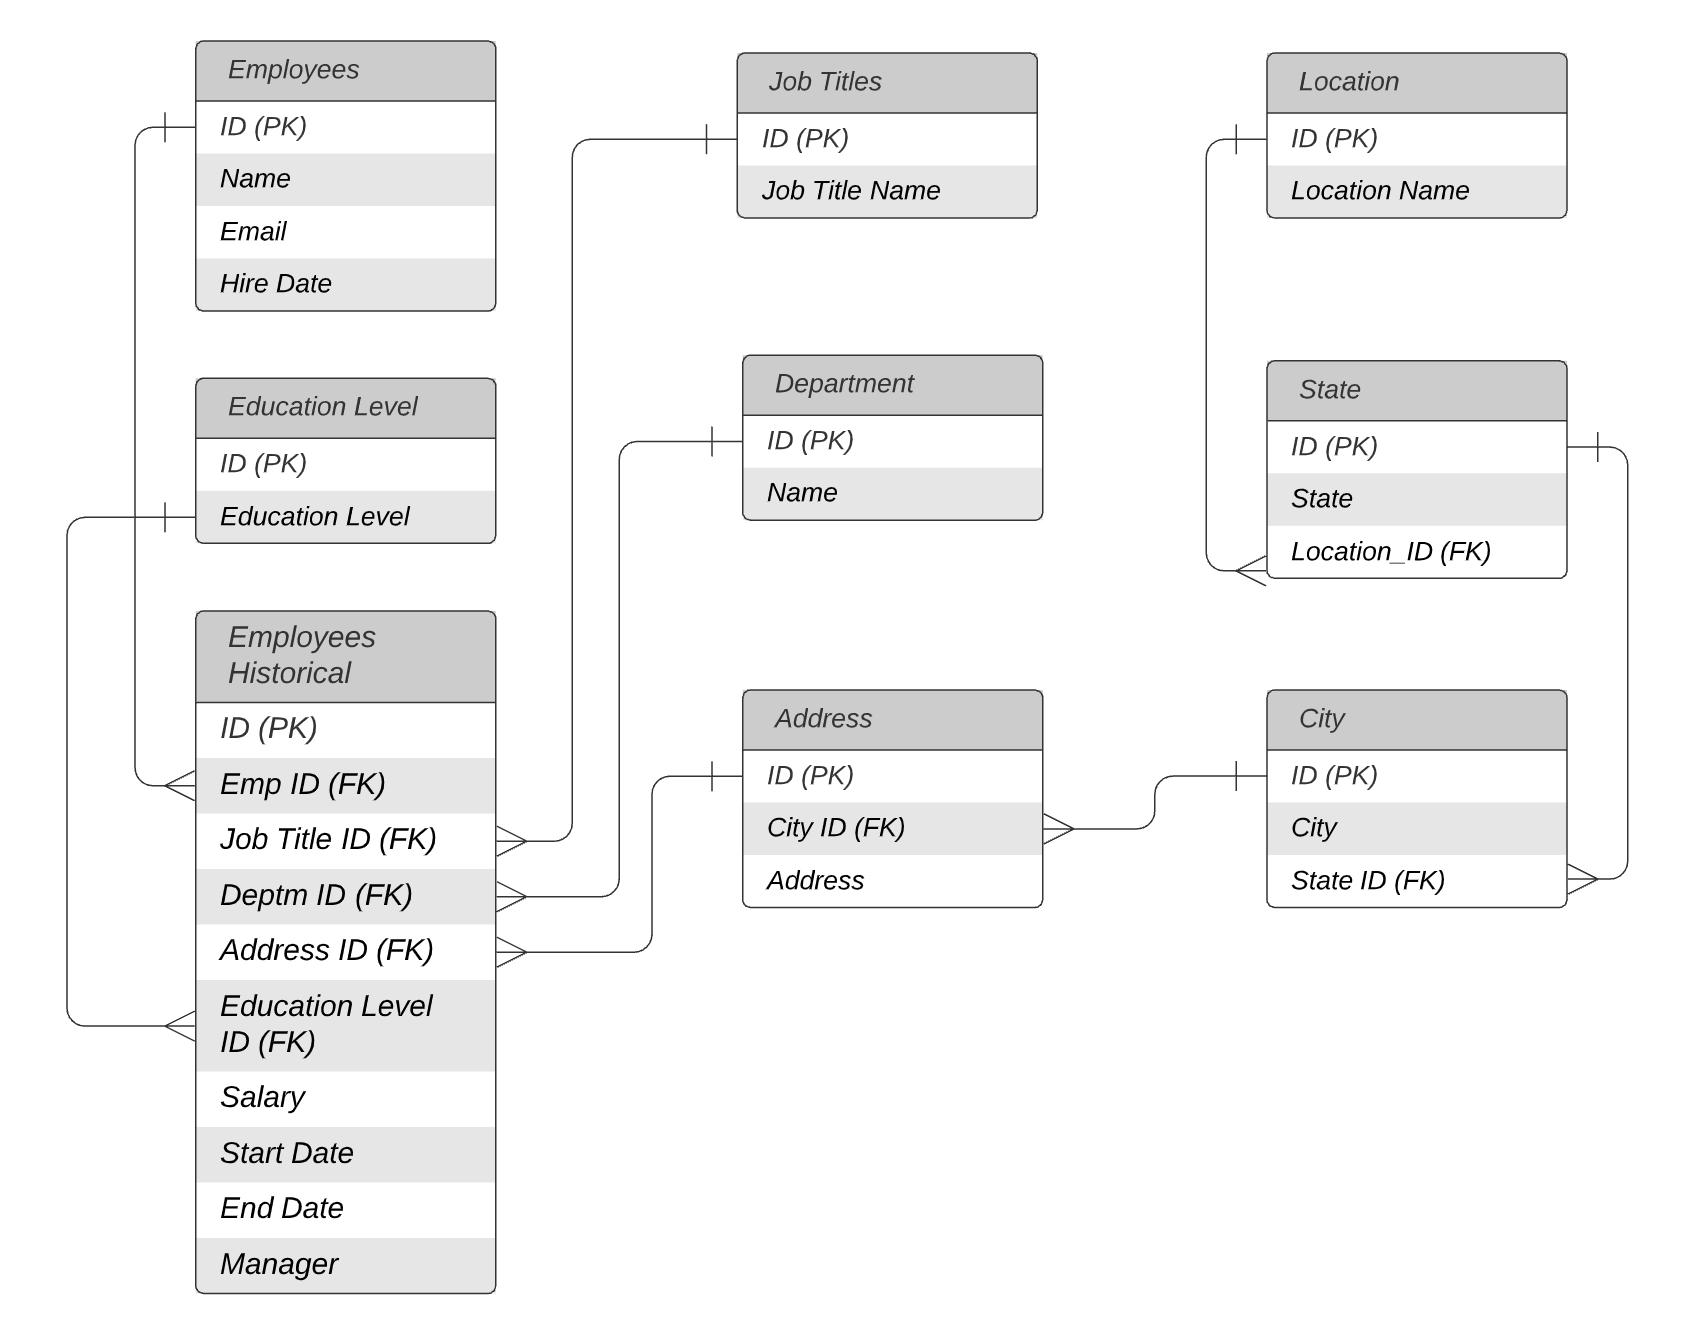 Employees
ID (PK)
Name
Email
Hire Date
Education Level
ID (PK)
Education Level
Employees
Historical
ID (PK)
Emp ID (FK)
Job Title ID (FK)
Deptm ID (FK)
Address ID (FK)
Education Level
ID (FK)
Salary
Start Date
End Date
Manager
Job Titles
ID (PK)
Job Title Name
Department
ID (PK)
Name
Address
ID (PK)
City ID (FK)
Address
Location
ID (PK)
Location Name
State
ID (PK)
State
Location_ID (FK)
City
ID (PK)
City
State ID (FK)